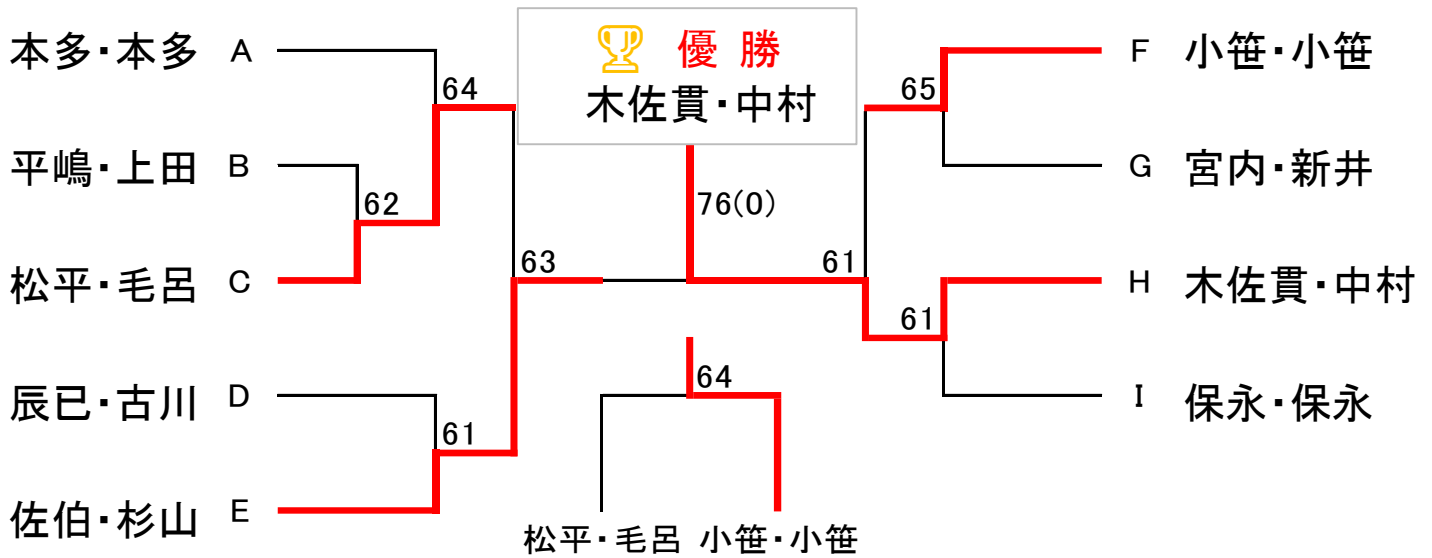 優 勝
木佐貫・中村
本多・本多 A
平嶋・上田 B
松平・毛呂 C
辰已・古川 D
佐伯・杉山 E
64
62
63
61
76(0)
65
61
61
F 小笹・小笹
G 宮内・新井
H 木佐貫・中村
I 保永・保永
64
松平・毛呂 小笹・小笹